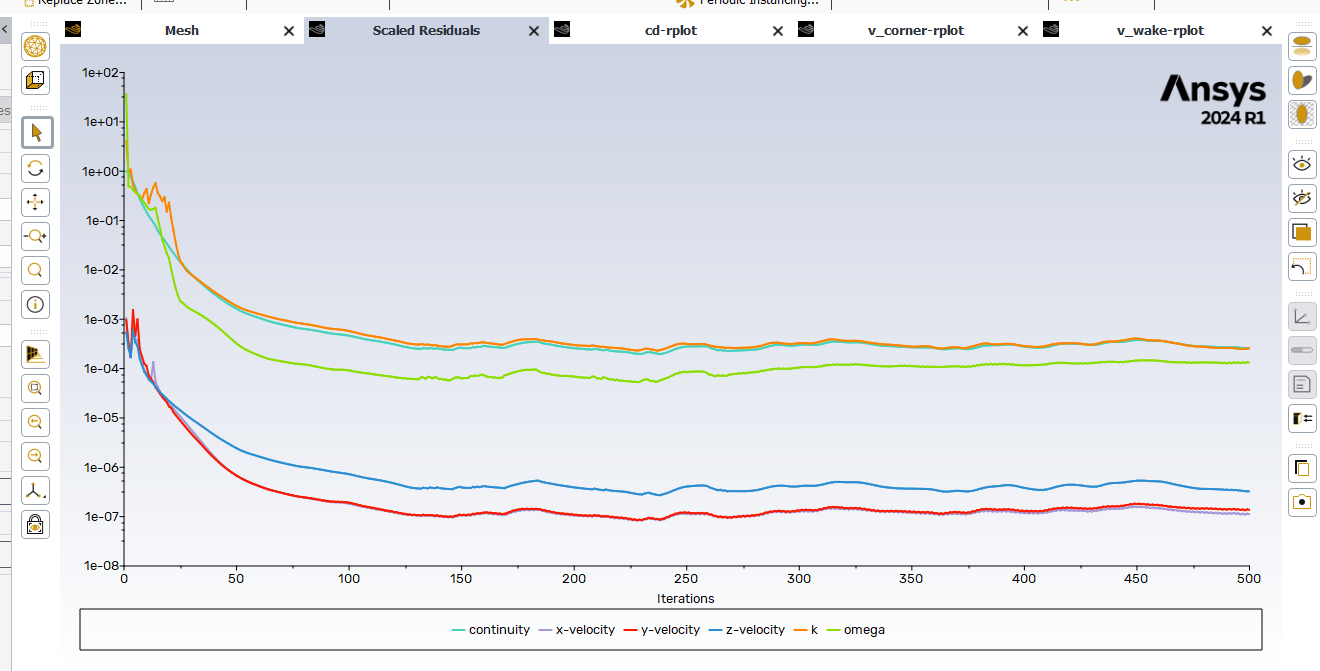 Replace Zone...
Periodic Instancing...
Mesh
Scaled Residuals
cd-rplot
v_corner-rplot
v_wake-rplot
Ansys
2024 R1
1e+02
1e+01
1e+00
1e-01
1e-02
1e-03
1e-04
1e-05
1e-06
1e-07
1e-08
0 50 100 150 200 250 300 350 400 450 500
Iterations
continuity x-velocity y-velocity z-velocity k omega